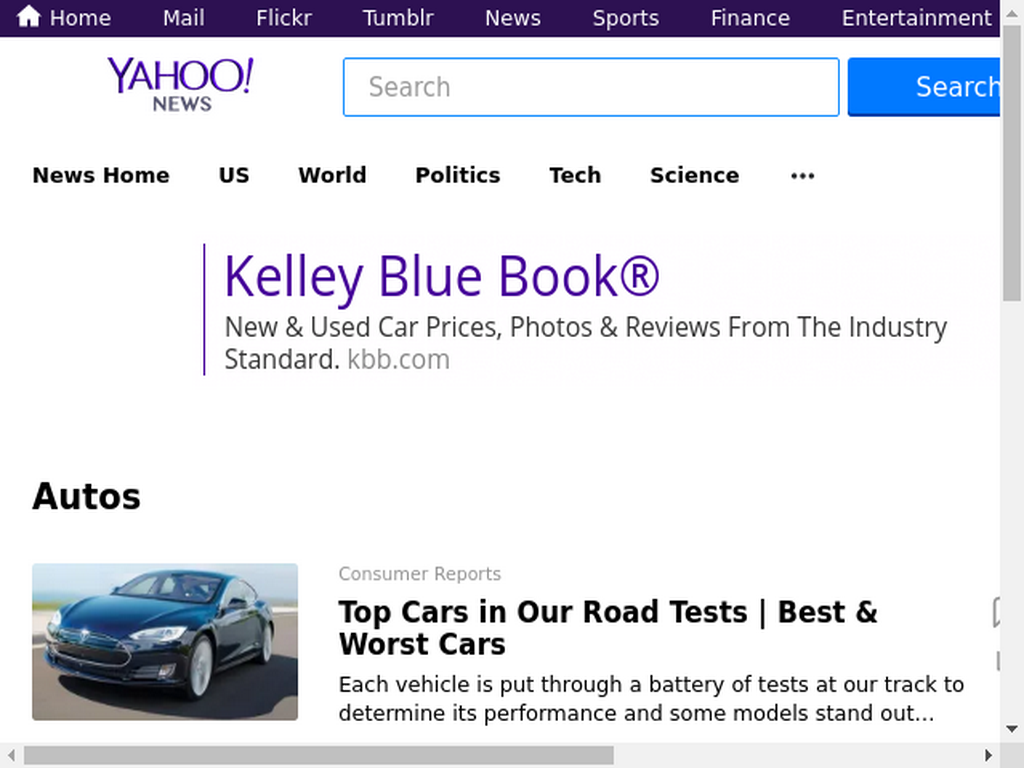 Home Mail Flickr Tumblr News Sports Finance Entertainment
YAHOO!
NEWS
Search
Search
News Home US World Politics Tech Science •••
Kelley Blue Book®
New & Used Car Prices, Photos & Reviews From The Industry
Standard. kbb.com
Autos
Consumer Reports
Top Cars in Our Road Tests | Best &
Worst Cars
Each vehicle is put through a battery of tests at our track to
determine its performance and some models stand out...